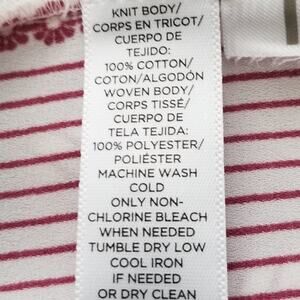 KNIT BODY/
CORPS EN TRICOT/
CUERPO DE
TEJIDO:
100% COTTON/
COTON/ALGODÓN
WOVEN BODY/
CORPS TISSÉ/
CUERPO DE
TELA TEJIDA:
100% POLYESTER/
POLIÉSTER
MACHINE WASH
COLD
ONLY NON-
CHLORINE BLEACH
WHEN NEEDED
TUMBLE DRY LOW
COOL IRON
IF NEEDED
OR DRY CLEAN